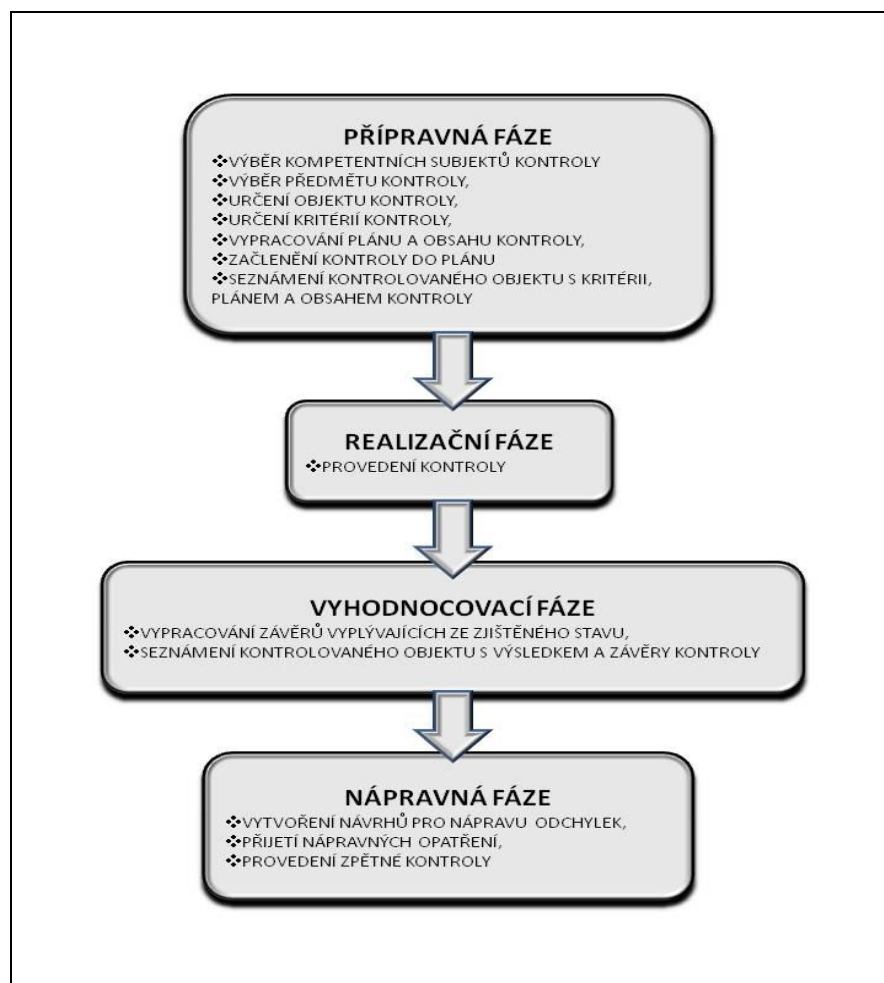 PŘÍPRAVNÁ FÁZE
❖VÝBĚR KOMPETENTNÍCH SUBJEKTŮ KONTROLY
❖VÝBĚR PŘEDMĚTU KONTROLY,
❖URČENÍ OBJEKTU KONTROLY,
❖URČENÍ KRITÉRIÍ KONTROLY,
❖VYPRACOVÁNÍ PLÁNU A OBSAHU KONTROLY,
❖ZAČLENĚNÍ KONTROLY DO PLÁNU
❖SEZNÁMENÍ KONTROLOVANÉHO OBJEKTU S KRITÉRII,
PLÁNEM A OBSAHEM KONTROLY
REALIZAČNÍ FÁZE
❖PROVEDENÍ KONTROLY
VYHODNOCOVACÍ FÁZE
❖VYPRACOVÁNÍ ZÁVĚRŮ VYPLÝVAJÍCÍCH ZE ZJIŠTĚNÉHO STAVU,
❖SEZNÁMENÍ KONTROLOVANÉHO OBJEKTU S VÝSLEDKEM A ZÁVĚRY KONTROLY
NÁPRAVNÁ FÁZE
❖VYTVOŘENÍ NÁVRHŮ PRO NÁPRAVU ODCHYLEK,
❖PŘIJETÍ NÁPRAVNÝCH OPATŘENÍ,
❖PROVEDENÍ ZPĚTNÉ KONTROLY